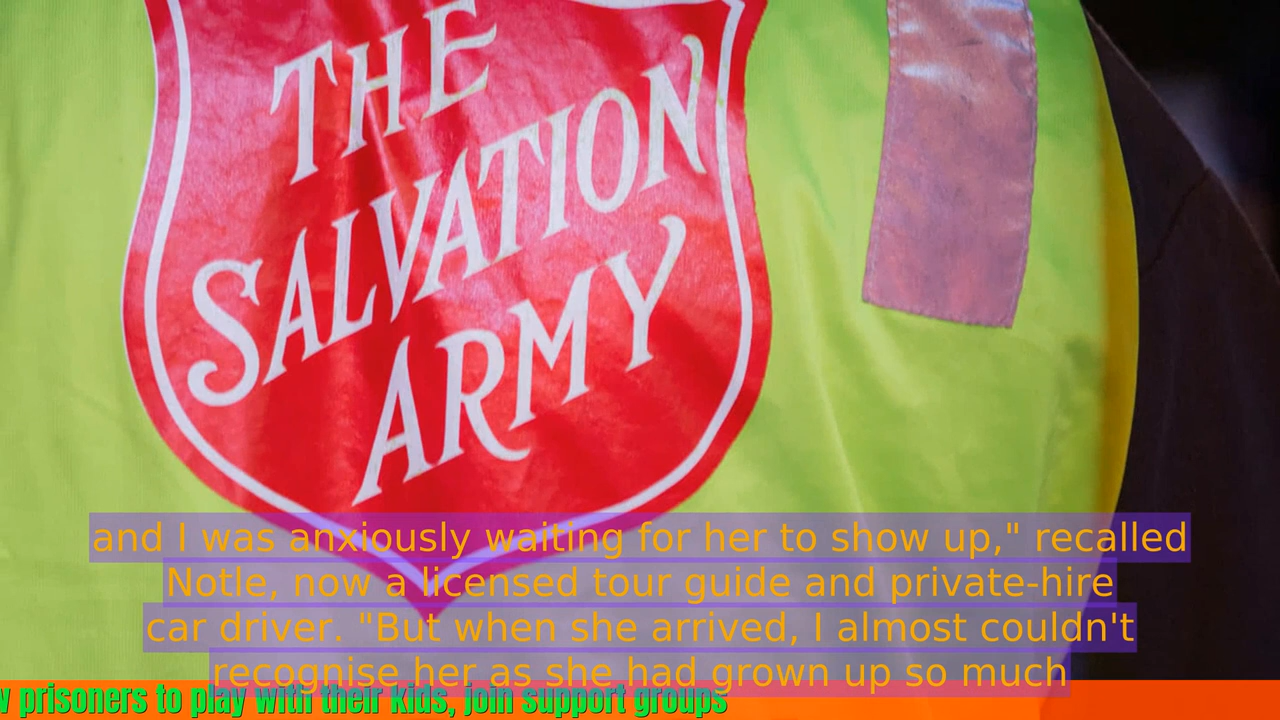 THE
SALVATION
ARMY
and I was anxiously waiting for her to show up," recalled
Notle, now a licensed tour guide and private-hire
car driver. "But when she arrived, I almost couldn't
recognise her as she had grown up so much
prisoners to play with their kids, join support groups